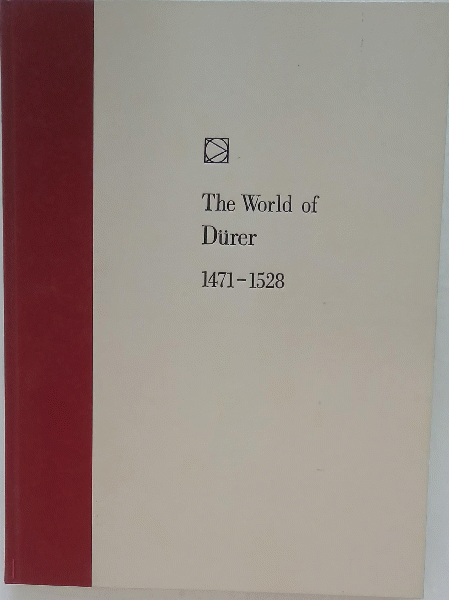 The World of
Dürer
1471–1528